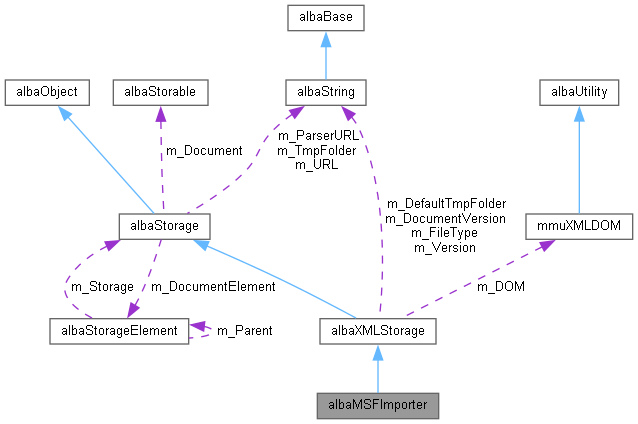 albaBase
albaObject
albaStorable
albaString
albaUtility
m_Document
m_ParserURL
m_TmpFolder
m_URL
m_DefaultTmpFolder
m_DocumentVersion
m_FileType
m_Version
albaStorage
mmuXMLDOM
m_Storage
m_DocumentElement
m_DOM
albaStorageElement
m_Parent
albaXMLStorage
albaMSFImporter